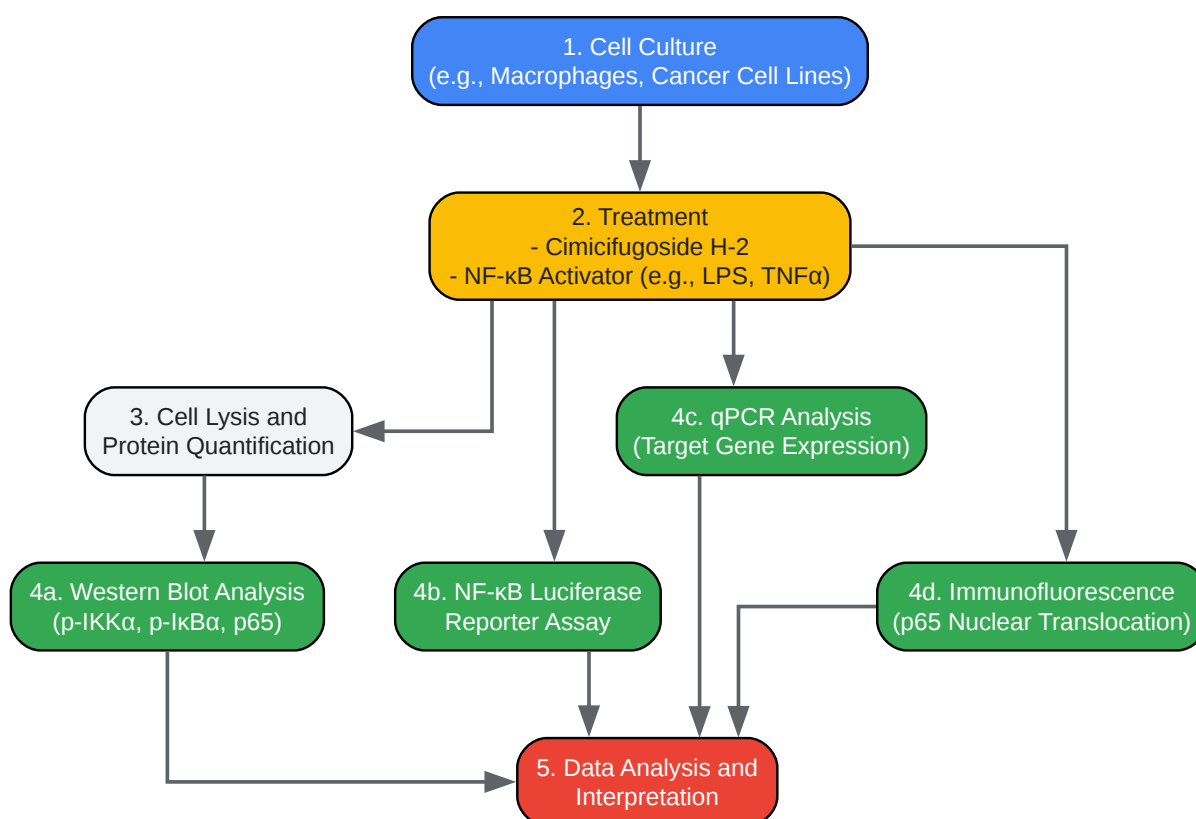 1. Cell Culture
(e.g., Macrophages, Cancer Cell Lines)
2. Treatment
- Cimicifugoside H-2
- NF-κB Activator (e.g., LPS, TNFα)
3. Cell Lysis and
Protein Quantification
4c. qPCR Analysis
(Target Gene Expression)
4a. Western Blot Analysis
(p-IKKα, p-IκBα, p65)
4b. NF-κB Luciferase
Reporter Assay
4d. Immunofluorescence
(p65 Nuclear Translocation)
5. Data Analysis and
Interpretation